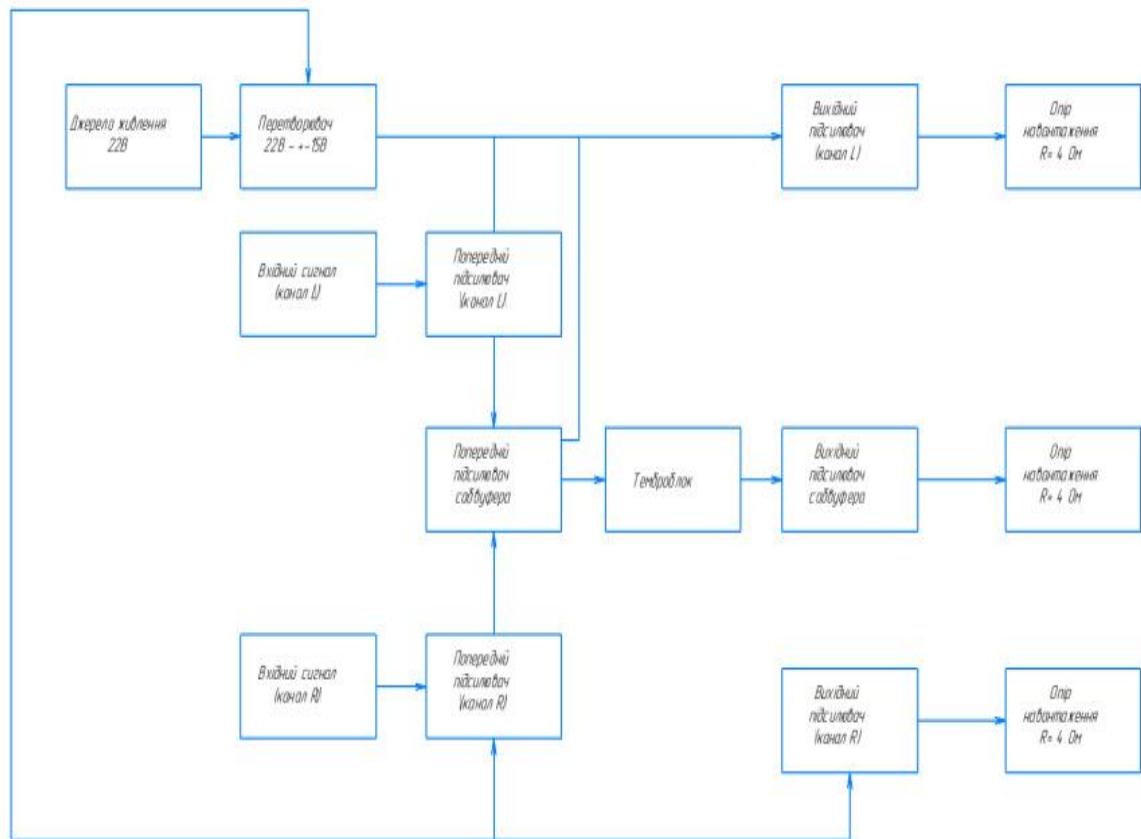 Джерела живлення
22В
Перетворювач
22В - +-15В
Вихідний
підсилювач
(канал L)
Опір
навантаження
R= 4 Ом
Вхідний сигнал
(канал L)
Попередній
підсилювач
(канал L).
Попередній
підсилювач
сабвуфера
Темброблок
Вихідний
підсилювач
сабвуфера
Опір
навантаження
R= 4 Ом
Вхідний сигнал
(канал R)
Попередній
підсилювач
(канал R)
Вихідний
підсилювач
(канал R)
Опір
навантаження
R= 4 Ом